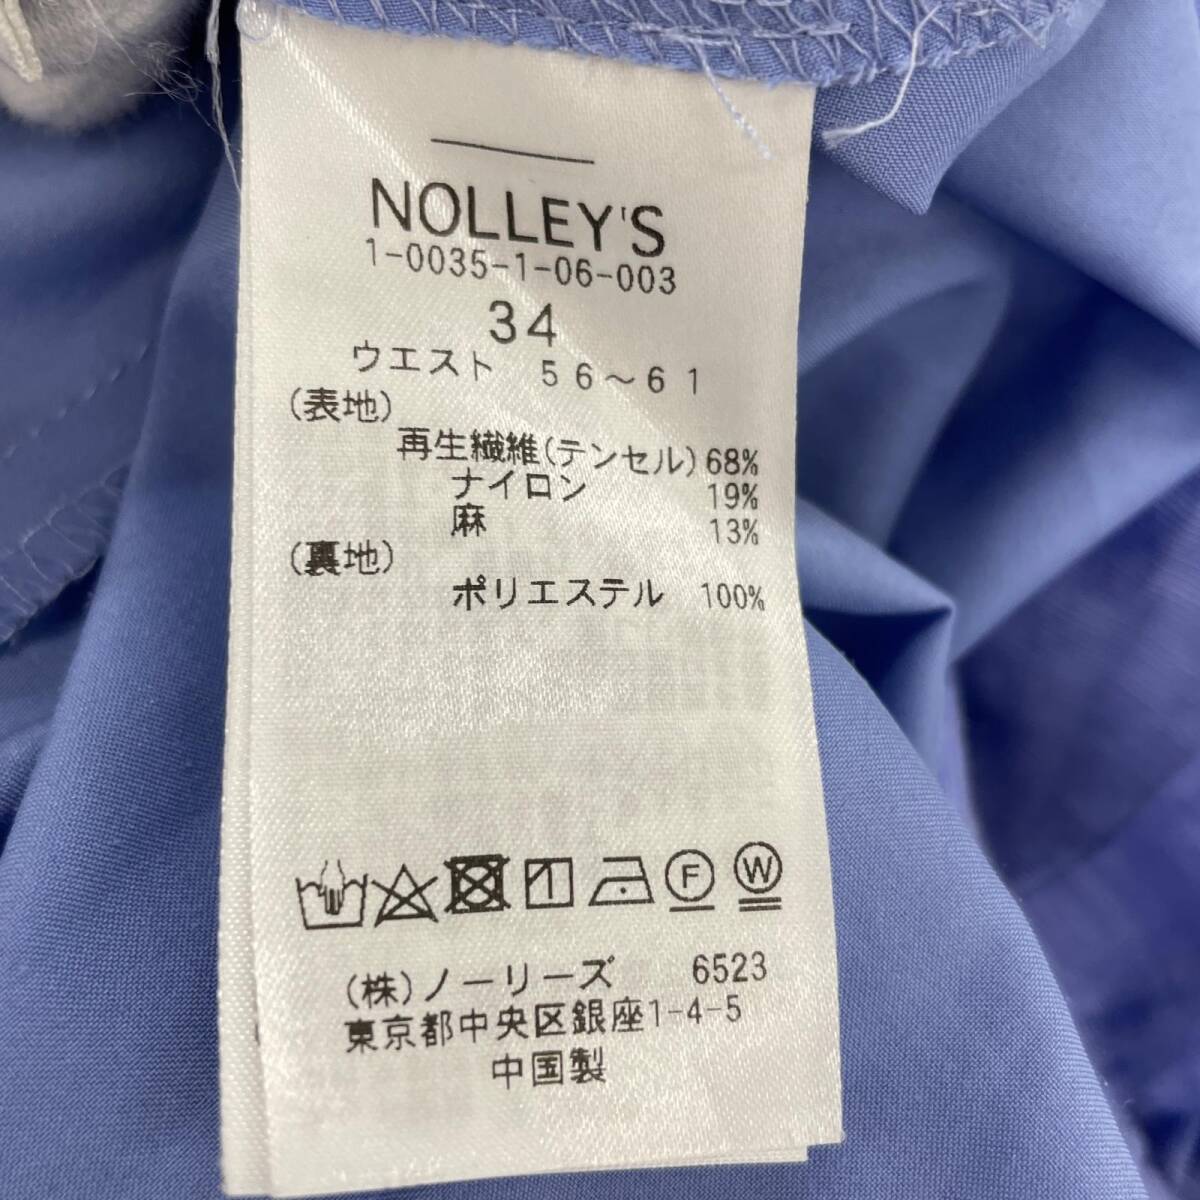 NOLLEY'S
1-0035-1-06-003
34
ウエスト 56〜61
(表地)
再生繊維(テンセル) 68%
ナイロン 19%
麻 13%
(裏地)
ポリエステル 100%
F W
(株)ノーリーズ 6523
東京都中央区銀座1-4-5
中国製